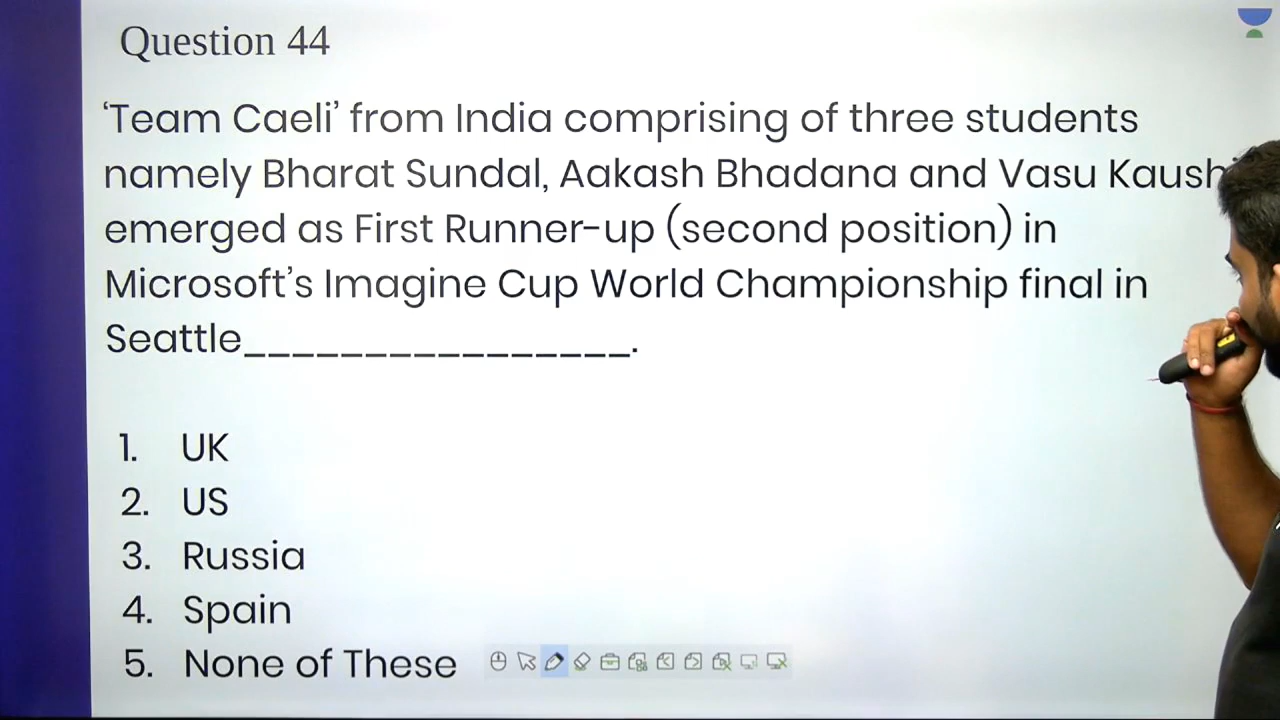 Question 44
‘Team Caeli’ from India comprising of three students
namely Bharat Sundal, Aakash Bhadana and Vasu Kaushi
emerged as First Runner-up (second position) in
Microsoft’s Imagine Cup World Championship final in
Seattle________________.
1. UK
2. US
3. Russia
4. Spain
5. None of These